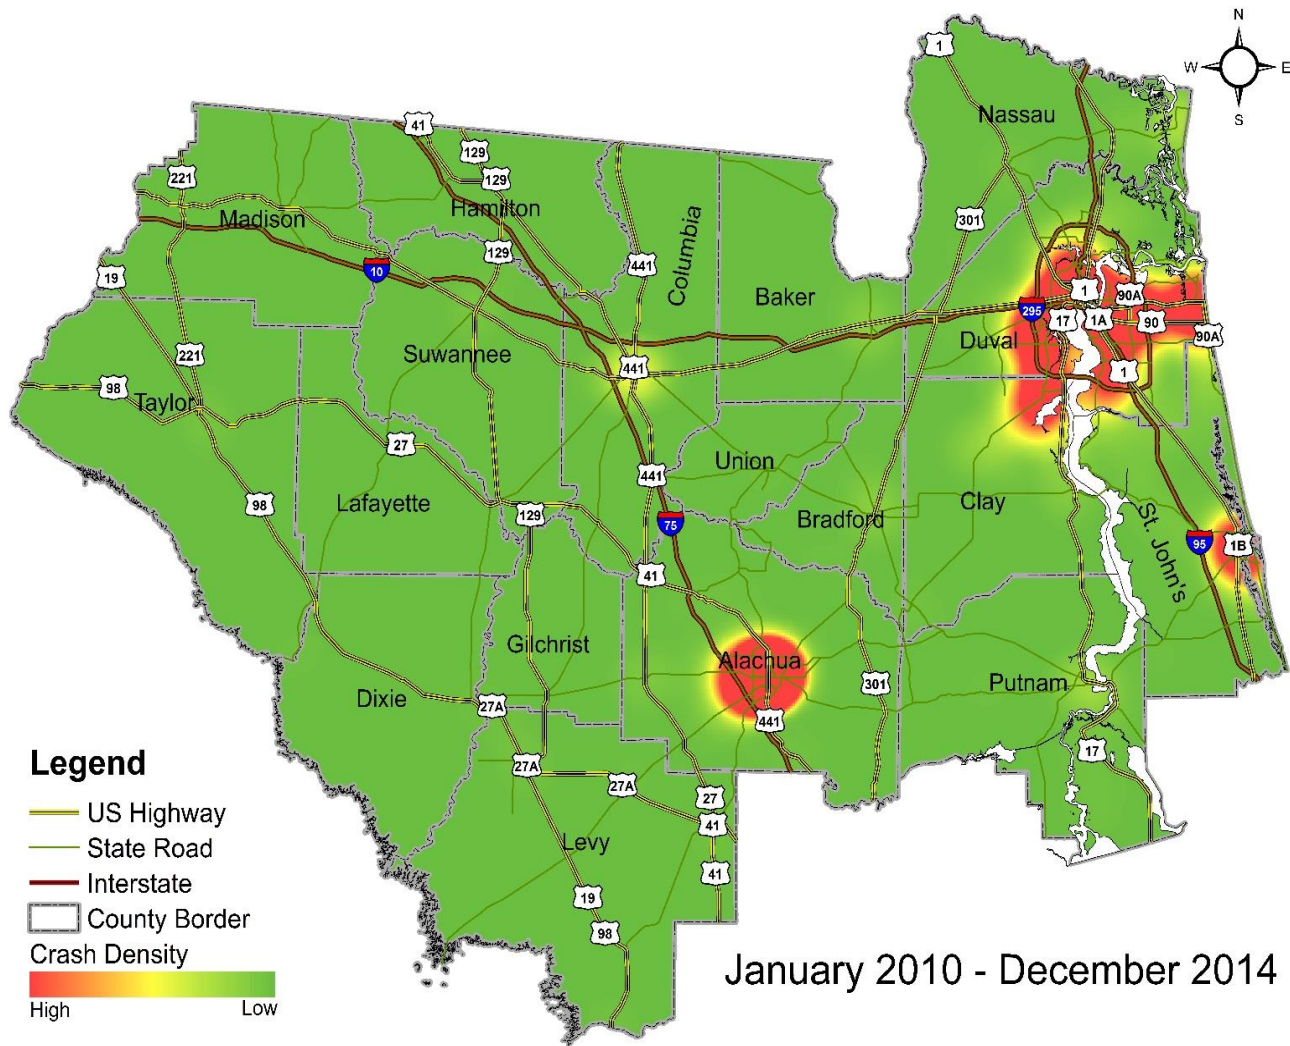 N
W E
S
1
Nassau
41
129
129
221
Madison
Hamilton
301
129
441
Columbia
10
19
Baker
1
90A
295
17
1A
90
90A
Duval
221
Suwannee
441
98
Taylor
1
27
Union
441
Lafayette
98
129
75
Bradford
Clay
St. John's
95
1B
41
Gilchrist
Alachua
Dixie
301
Putnam
27A
441
27A
27A
27
17
41
Levy
41
19
98
Legend
US Highway
State Road
Interstate
County Border
Crash Density
High Low
January 2010 - December 2014